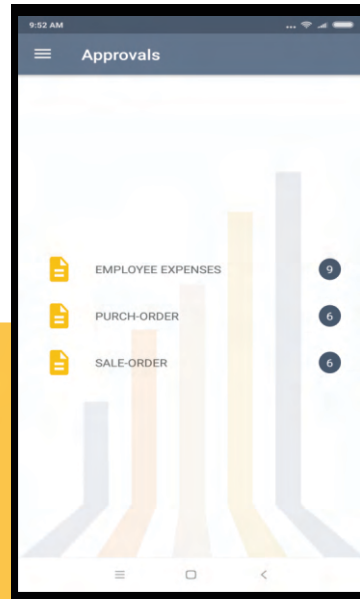 9:52 AM
Approvals
EMPLOYEE EXPENSES 9
PURCH-ORDER 6
SALE-ORDER 6